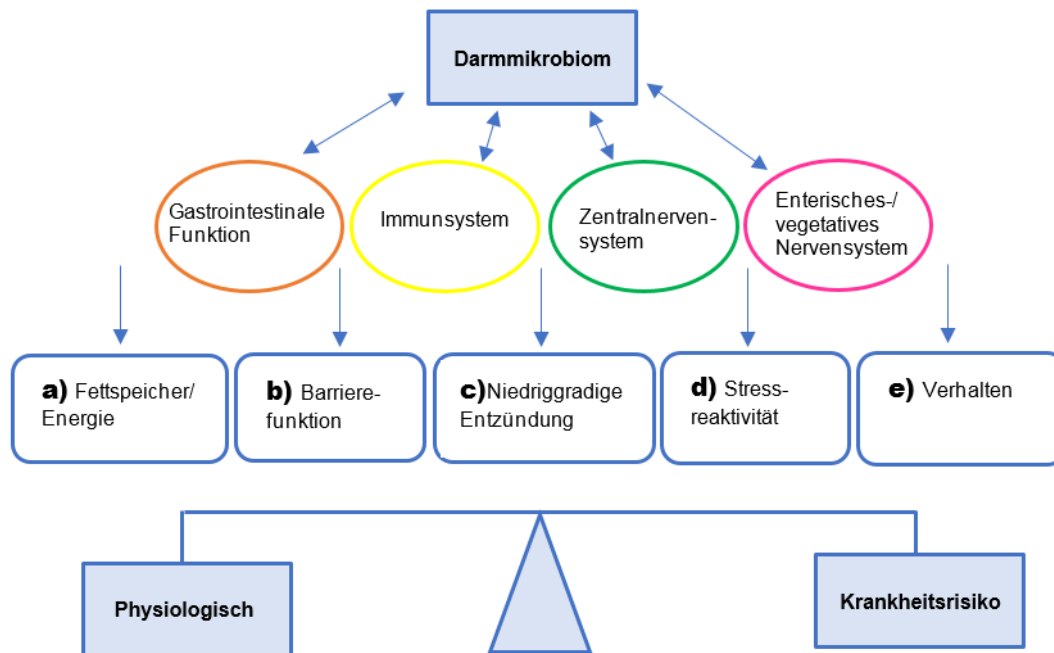 Darmmikrobiom
Gastrointestinale
Funktion
Immunsystem
Zentralnerven-
system
Enterisches-/
vegetatives
Nervensystem
a) Fettspeicher/
Energie
b) Barriere-
funktion
c)Niedriggradige
Entzündung
d) Stress-
reaktivität
e) Verhalten
Physiologisch
Krankheitsrisiko